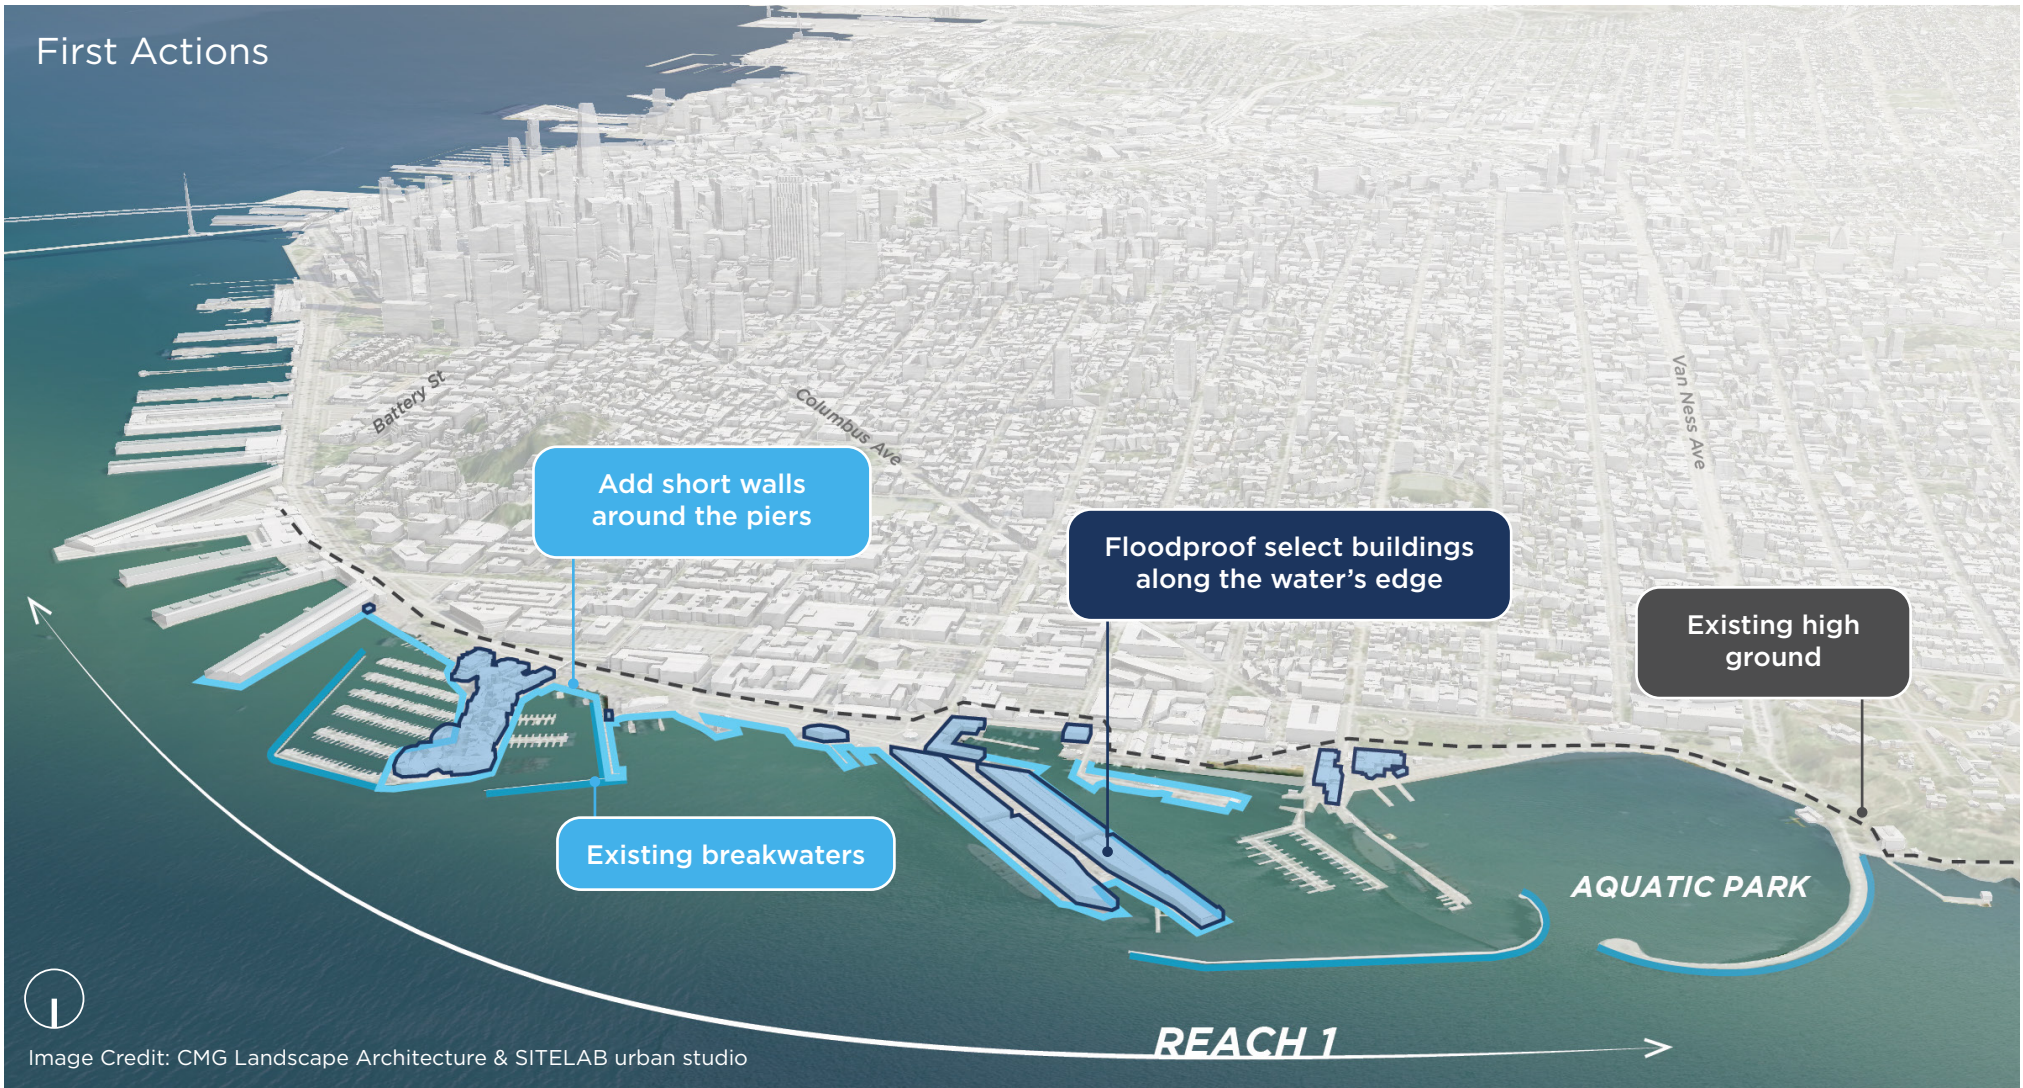 First Actions
Battery St
Columbus Ave
Van Ness Ave
Add short walls
around the piers
Floodproof select buildings
along the water’s edge
Existing high
ground
Existing breakwaters
AQUATIC PARK
REACH 1
Image Credit: CMG Landscape Architecture & SITELAB urban studio